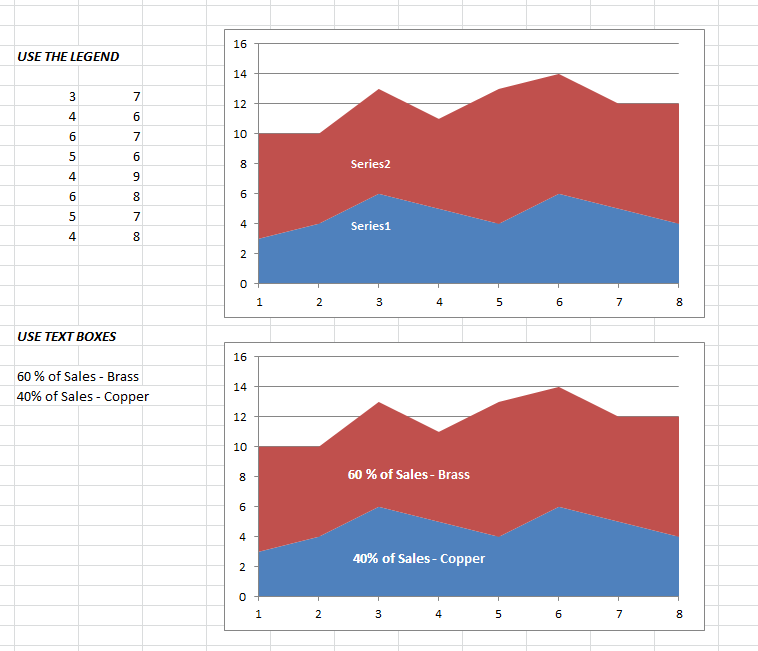 USE THE LEGEND
3 7
4 6
6 7
5 6
4 9
6 8
5 7
4 8
16
14
12
10
8
6
4
2
0
Series2
Series1
1 2 3 4 5 6 7 8
USE TEXT BOXES
60 % of Sales - Brass
40% of Sales - Copper
16
14
12
10
8
6
4
2
0
60 % of Sales - Brass
40% of Sales - Copper
1 2 3 4 5 6 7 8